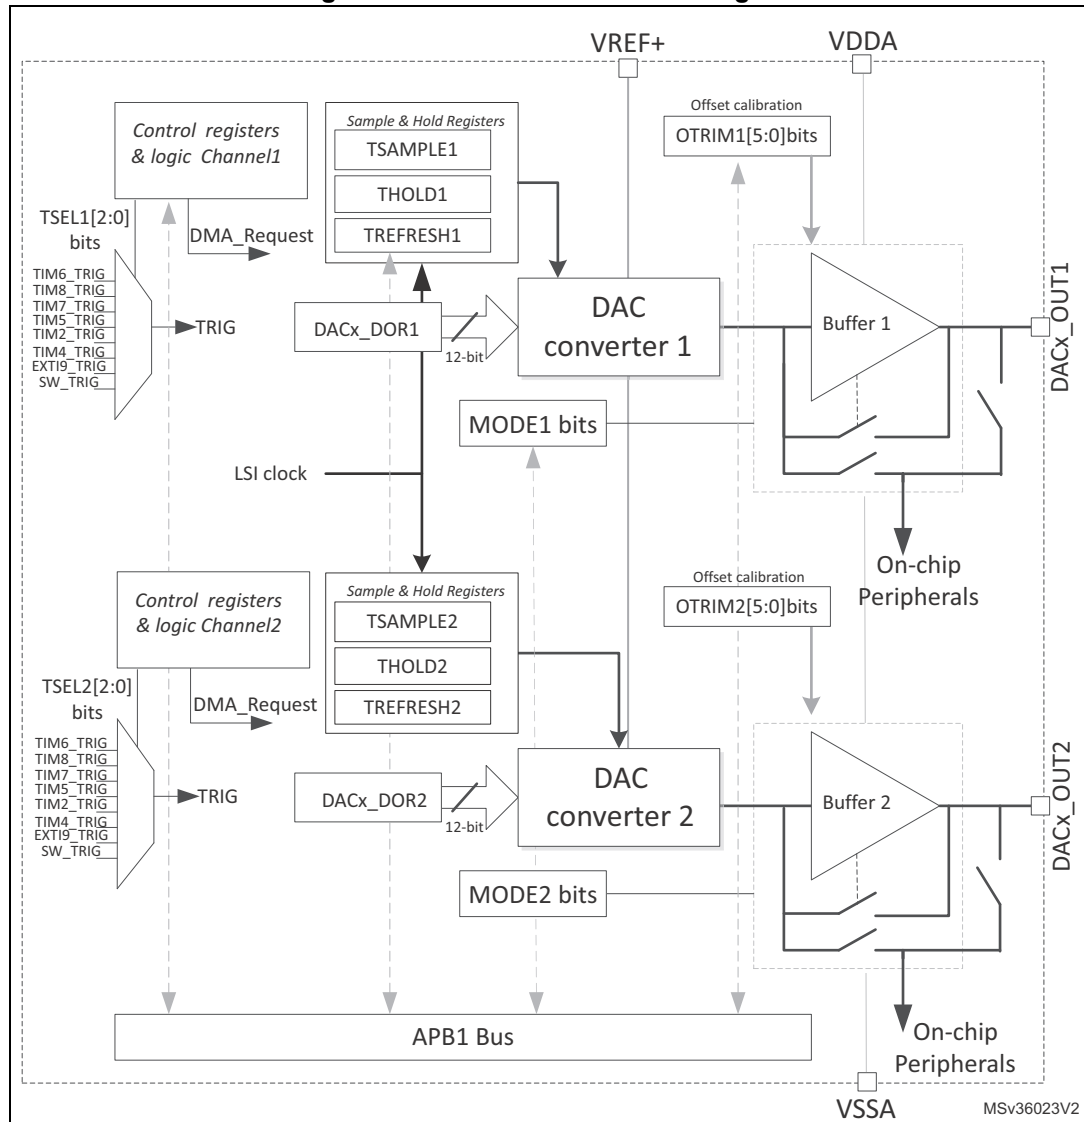 VREF+
VDDA
Control registers
& logic Channel1
Sample & Hold Registers
TSAMPLE1
THOLD1
TREFRESH1
Offset calibration
OTRIM1[5:0]bits
TSEL1[2:0]
bits
DMA_Request
TIM6_TRIG
TIM8_TRIG
TIM7_TRIG
TIM5_TRIG
TIM2_TRIG
TIM4_TRIG
EXTI9_TRIG
SW_TRIG
TRIG
DACx_DOR1
12-bit
DAC
converter 1
Buffer 1
DACx_OUT1
MODE1 bits
LSI clock
On-chip
Peripherals
Control registers
& logic Channel2
Sample & Hold Registers
TSAMPLE2
THOLD2
TREFRESH2
Offset calibration
OTRIM2[5:0]bits
TSEL2[2:0]
bits
DMA_Request
TIM6_TRIG
TIM8_TRIG
TIM7_TRIG
TIM5_TRIG
TIM2_TRIG
TIM4_TRIG
EXTI9_TRIG
SW_TRIG
TRIG
DACx_DOR2
12-bit
DAC
converter 2
Buffer 2
DACx_OUT2
MODE2 bits
On-chip
Peripherals
APB1 Bus
VSSA
MSv36023V2